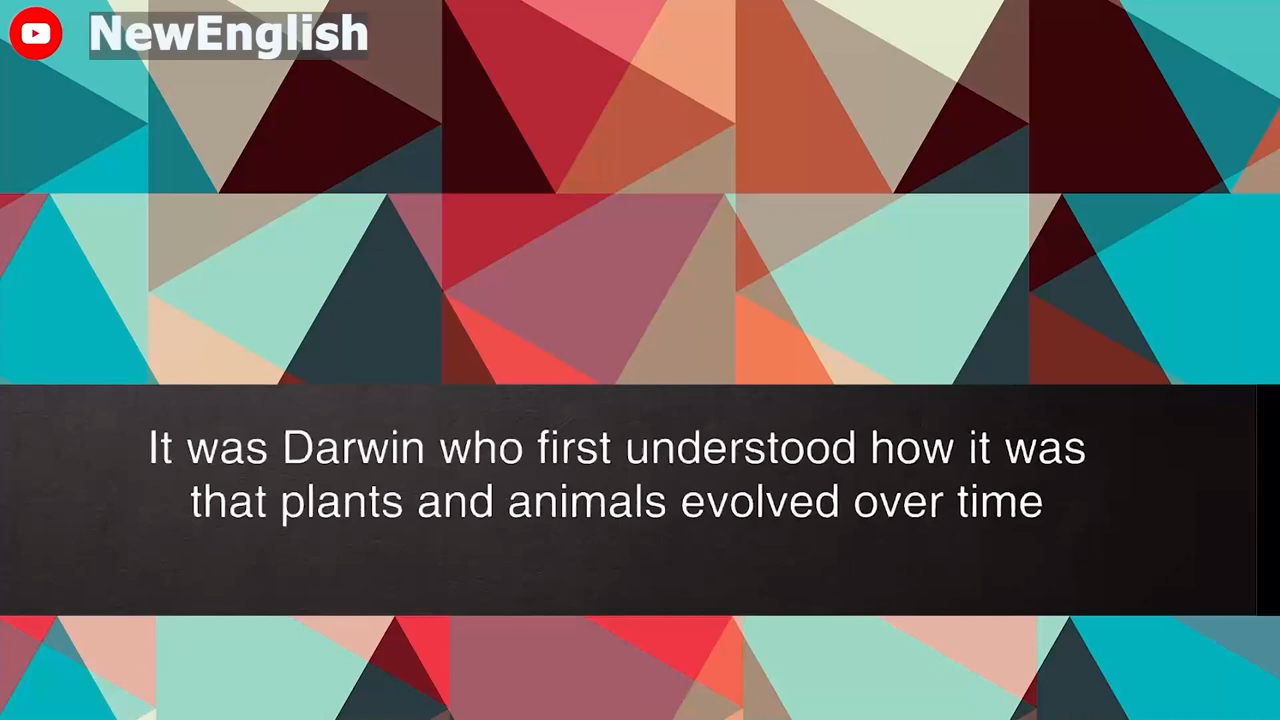 NewEnglish
It was Darwin who first understood how it was
that plants and animals evolved over time